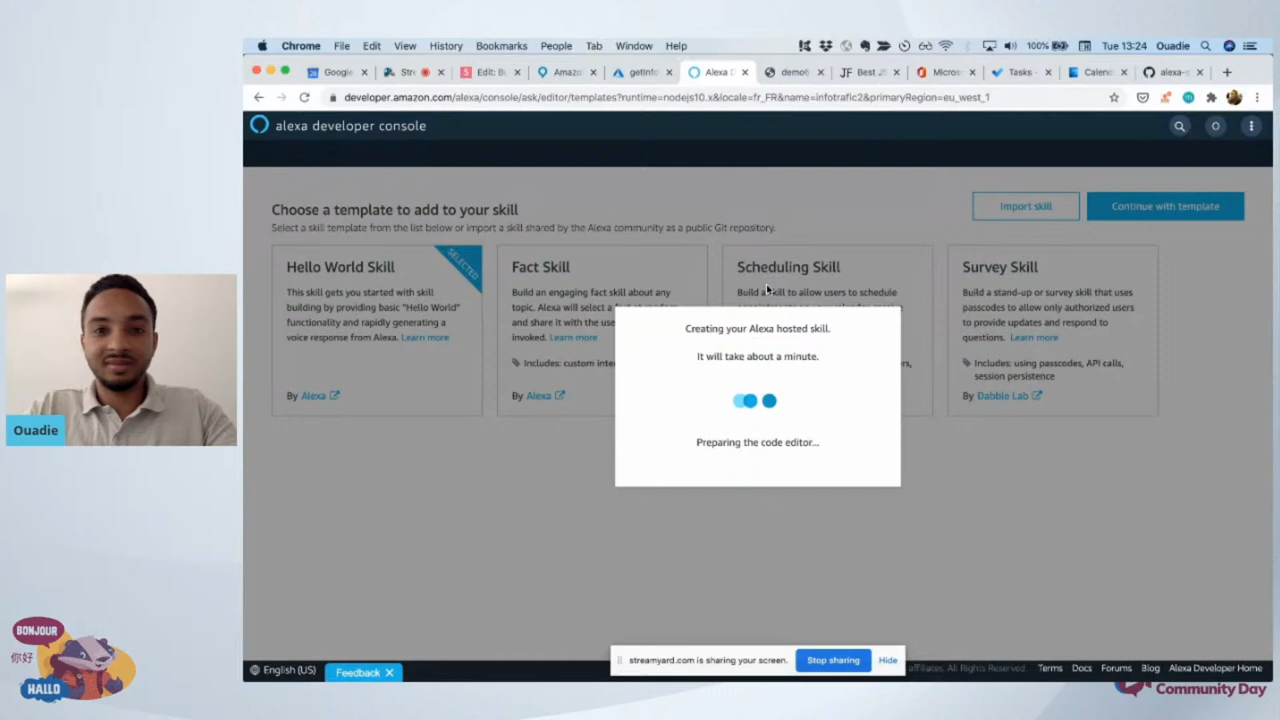 Chrome File Edit View History Bookmarks People Tab Window Help 100% Tue 13:24 Ouadie
Google Stre Edit: B Amazo getInfo Alexa D demo6 JF Best JS Micros Tasks - Calend alexa-s
developer.amazon.com/alexa/console/ask/editor/templates?runtime=nodejs10.x&locale=fr_FR&name=infotrafic2&primaryRegion=eu_west_1
alexa developer console O
Choose a template to add to your skill
Select a skill template from the list below or import a skill shared by the Alexa community as a public Git repository.
Import skill Continue with template
Hello World Skill
SELECTED
This skill gets you started with skill
building by providing basic "Hello World"
functionality and rapidly generating a
voice response from Alexa. Learn more
By Alexa
Fact Skill
Build an engaging fact skill about any
topic. Alexa will select a fact at random
and share it with the use
invoked. Learn more
Includes: custom inte
By Alexa
Scheduling Skill
Build a skill to allow users to schedule
Survey Skill
Build a stand-up or survey skill that uses
passcodes to allow only authorized users
to provide updates and respond to
questions. Learn more
Includes: using passcodes, API calls,
session persistence
By Dabble Lab
Creating your Alexa hosted skill.
It will take about a minute.
Preparing the code editor...
Ouadie
BONJOUR
你好
HALLO
streamyard.com is sharing your screen. Stop sharing Hide
English (US) Feedback affiliates. All Rights Reserved. Terms Docs Forums Blog Alexa Developer Home
Community Day